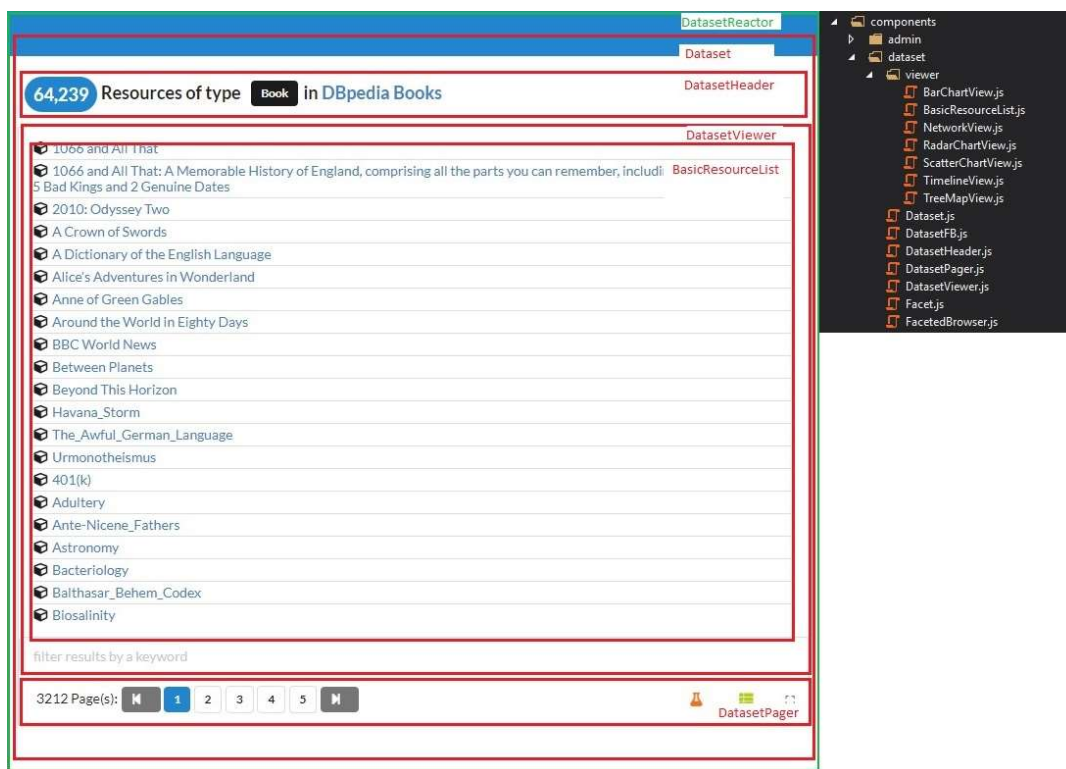 DatasetReactor
Dataset
64,239 Resources of type Book in DBpedia Books
DatasetHeader
DatasetViewer
1066 and All That
1066 and All That: A Memorable History of England, comprising all the parts you can remember, includi
5 Bad Kings and 2 Genuine Dates
BasicResourceList
2010: Odyssey Two
A Crown of Swords
A Dictionary of the English Language
Alice's Adventures in Wonderland
Anne of Green Gables
Around the World in Eighty Days
BBC World News
Between Planets
Beyond This Horizon
Havana_Storm
The_Awful_German_Language
Urmonotheismus
401(k)
Adultery
Ante-Nicene_Fathers
Astronomy
Bacteriology
Balthasar_Behem_Codex
Biosalinity
filter results by a keyword
3212 Page(s): 1 2 3 4 5
DatasetPager
components
admin
dataset
viewer
BarChartView.js
BasicResourceList.js
NetworkView.js
RadarChartView.js
ScatterChartView.js
TimelineView.js
TreeMapView.js
Dataset.js
DatasetFB.js
DatasetHeader.js
DatasetPager.js
DatasetViewer.js
Facet.js
FacetedBrowser.js